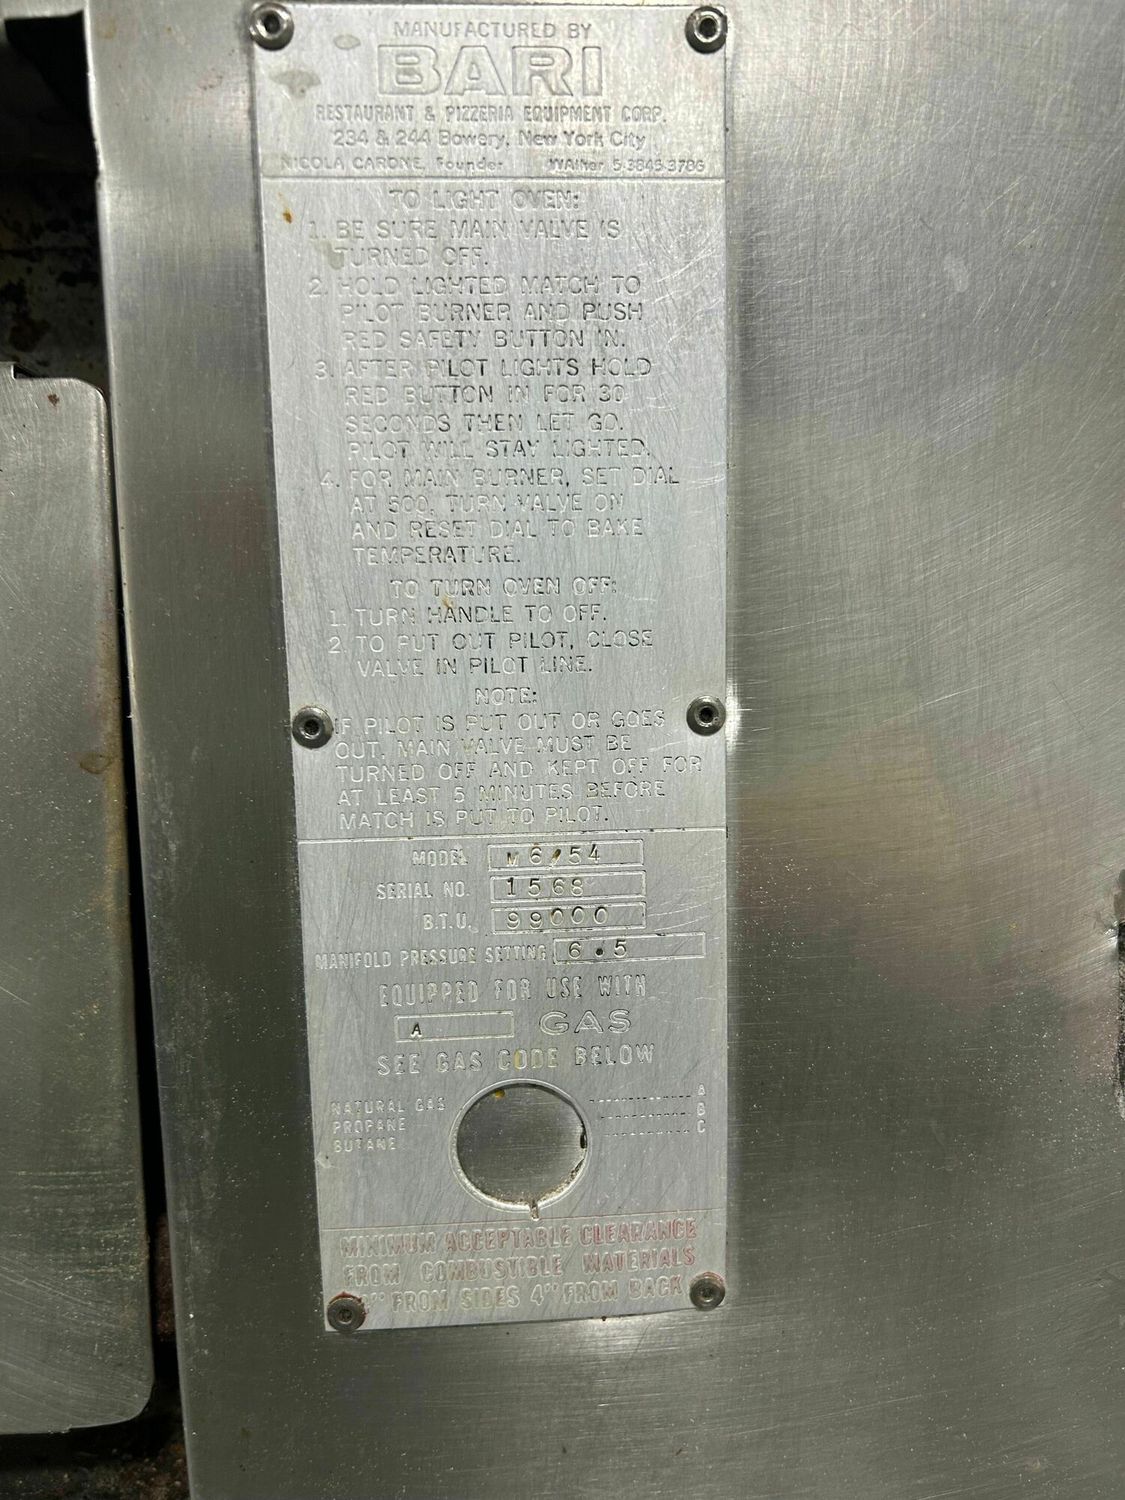 MANUFACTURED BY
BARI
RESTAURANT & PIZZERIA EQUIPMENT CORP.
234 & 244 Bowery, New York City
NICOLA CARONE, Founder WAlker 5.3845.3786
TO LIGHT OVEN:
1. BE SURE MAIN VALVE IS
TURNED OFF.
2. HOLD LIGHTED MATCH TO
PILOT BURNER AND PUSH
RED SAFETY BUTTON IN.
3. AFTER PILOT LIGHTS HOLD
RED BUTTON IN FOR 30
SECONDS THEN LET GO.
PILOT WILL STAY LIGHTED.
4. FOR MAIN BURNER, SET DIAL
AT 500, TURN VALVE ON
AND RESET DIAL TO BAKE
TEMPERATURE.
TO TURN OVEN OFF:
1. TURN HANDLE TO OFF.
2. TO PUT OUT PILOT, CLOSE
VALVE IN PILOT LINE.
NOTE:
IF PILOT IS PUT OUT OR GOES
OUT, MAIN VALVE MUST BE
TURNED OFF AND KEPT OFF FOR
AT LEAST 5 MINUTES BEFORE
MATCH IS PUT TO PILOT.
MODEL M6/54
SERIAL NO. 1568
B.T.U. 99000
MANIFOLD PRESSURE SETTING 6.5
EQUIPPED FOR USE WITH
A GAS
SEE GAS CODE BELOW
NATURAL GAS A
PROPANE B
BUTANE C
MINIMUM ACCEPTABLE CLEARANCE
FROM COMBUSTIBLE MATERIALS
FROM SIDES 4" FROM BACK